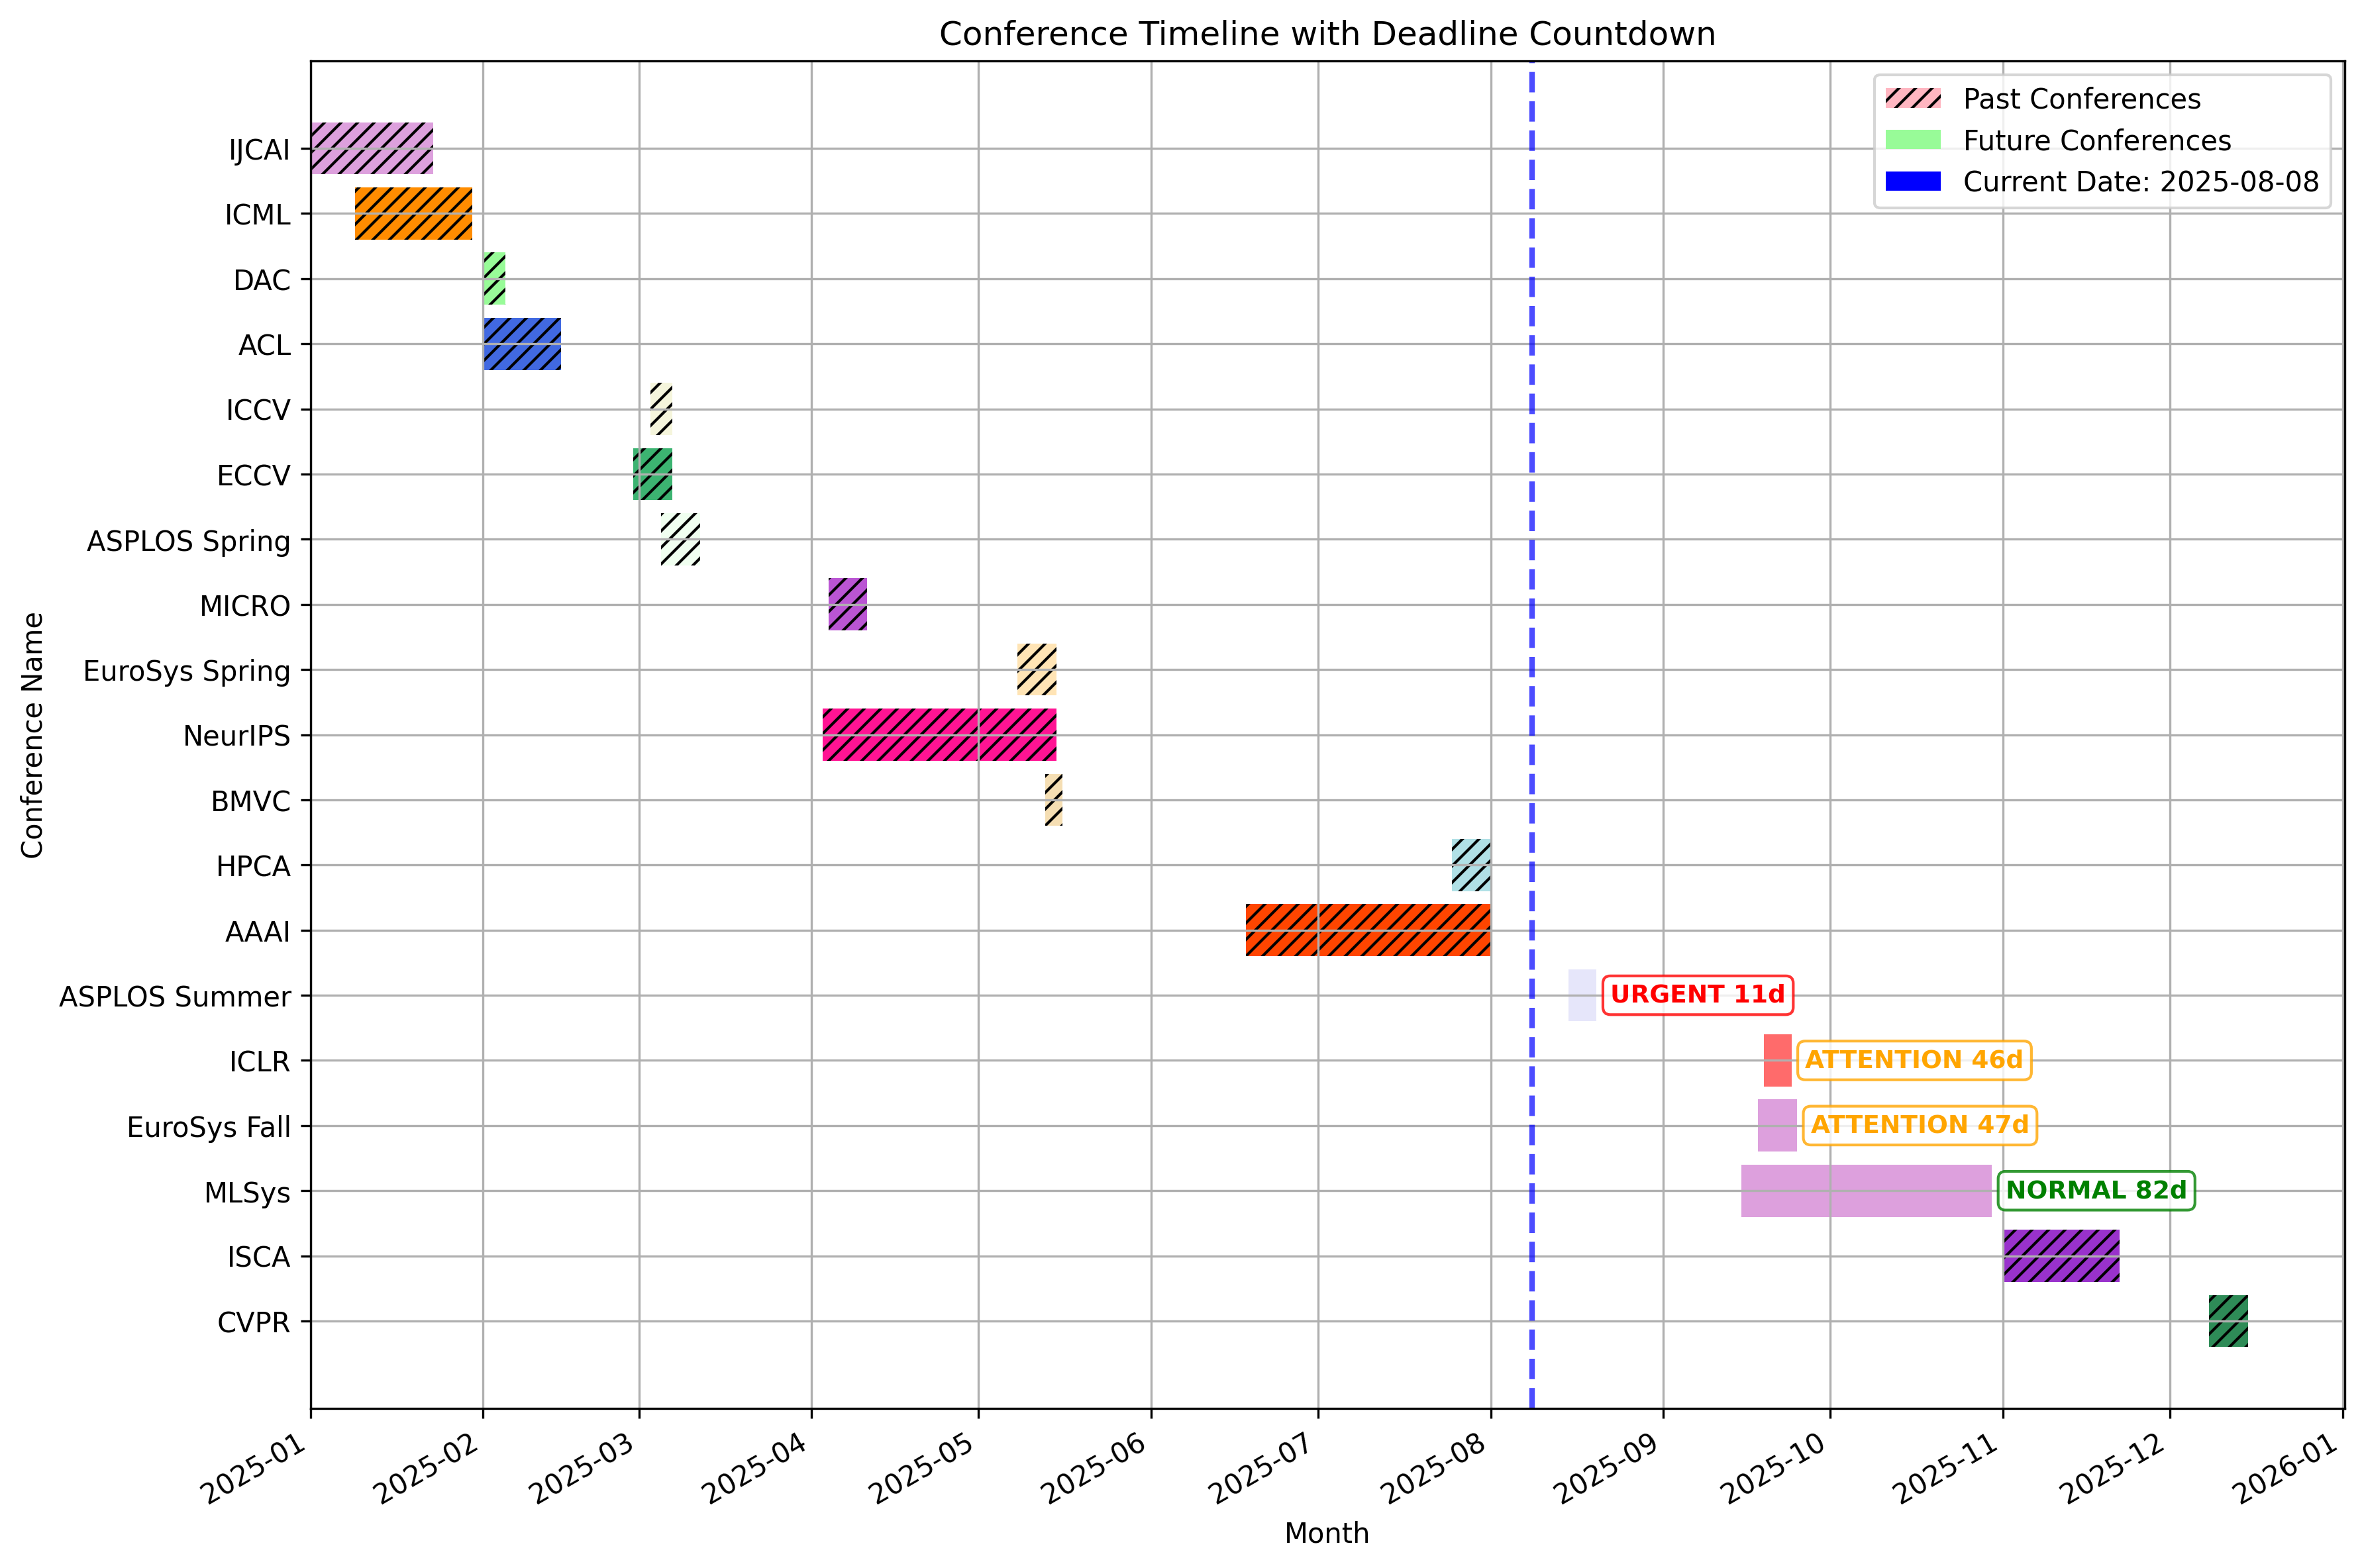 Conference Timeline with Deadline Countdown
Past Conferences
Future Conferences
Current Date: 2025-08-08
Conference Name
IJCAI
ICML
DAC
ACL
ICCV
ECCV
ASPLOS Spring
MICRO
EuroSys Spring
NeurIPS
BMVC
HPCA
AAAI
ASPLOS Summer
URGENT 11d
ICLR
ATTENTION 46d
EuroSys Fall
ATTENTION 47d
MLSys
NORMAL 82d
ISCA
CVPR
2025-01
2025-02
2025-03
2025-04
2025-05
2025-06
2025-07
2025-08
2025-09
2025-10
2025-11
2025-12
2026-01
Month